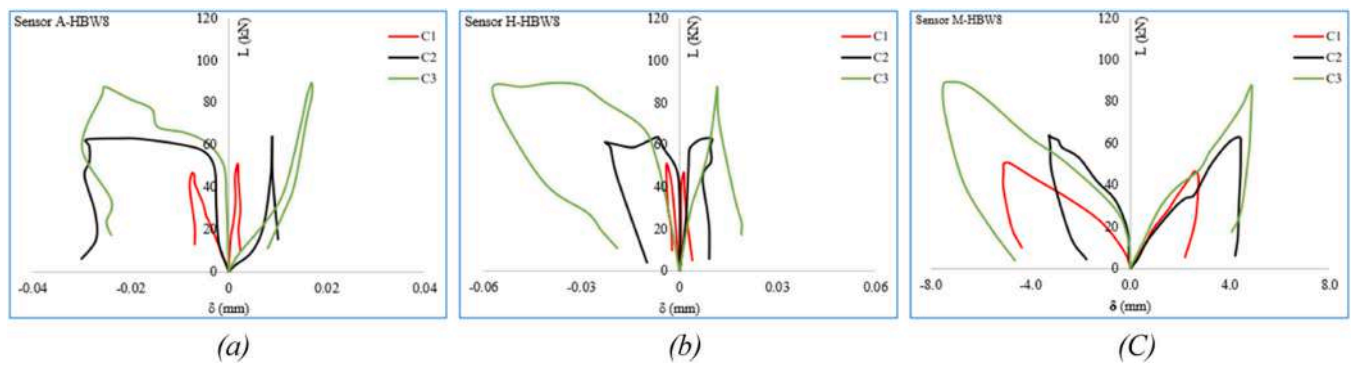 Sensor A-HBW8
L (kN)
120
100
80
60
40
20
0
-0.04
-0.02
0
0.02
0.04
δ (mm)
C1
C2
C3
(a)
Sensor H-HBW8
L (KN)
120
100
80
60
40
20
0
-0.06
-0.03
0
0.03
0.06
δ (mm)
C1
C2
C3
(b)
Sensor M-HBW8
L (kN)
120
100
80
60
40
20
0
-8.0
-4.0
0.0
4.0
8.0
δ (mm)
C1
C2
C3
(C)